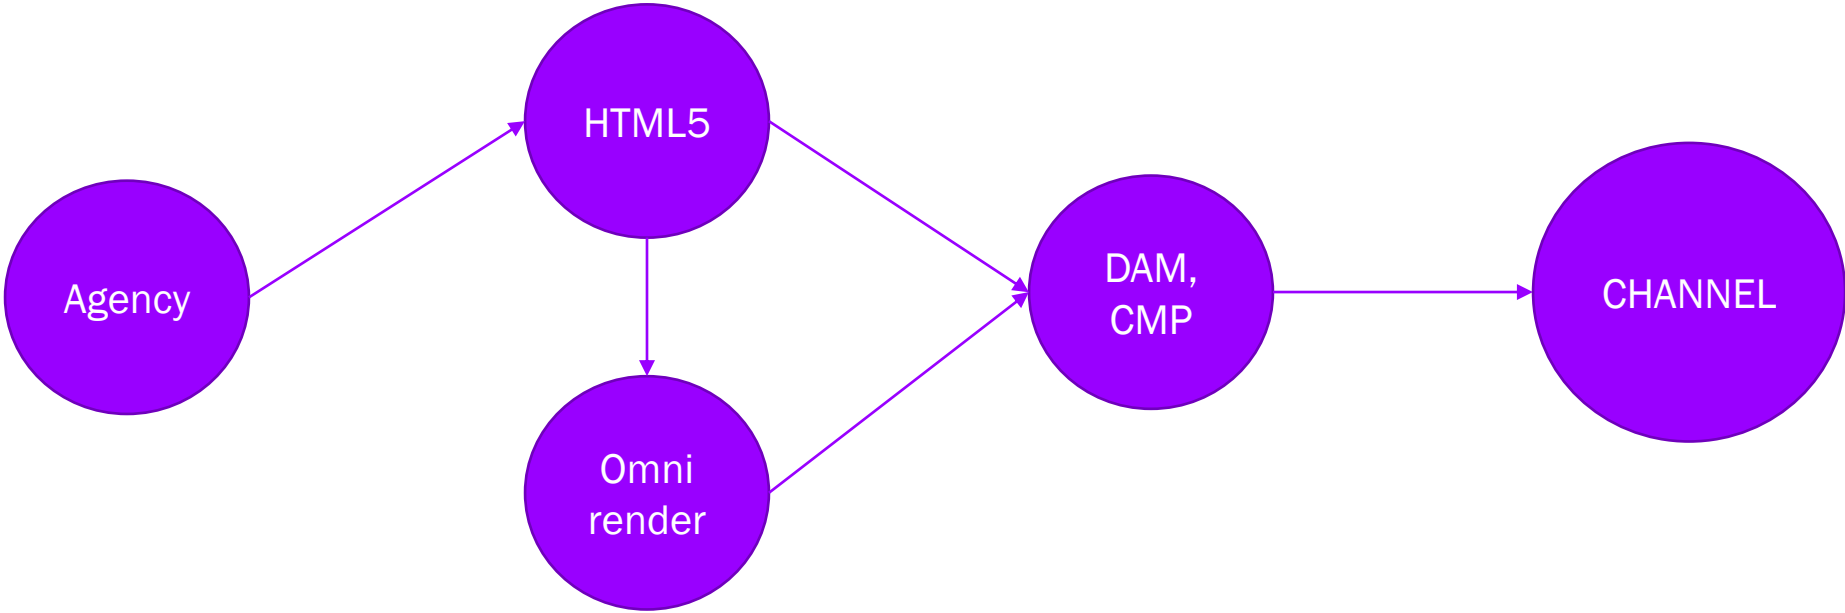 HTML5
Agency
DAM,
CMP
CHANNEL
Omni
render